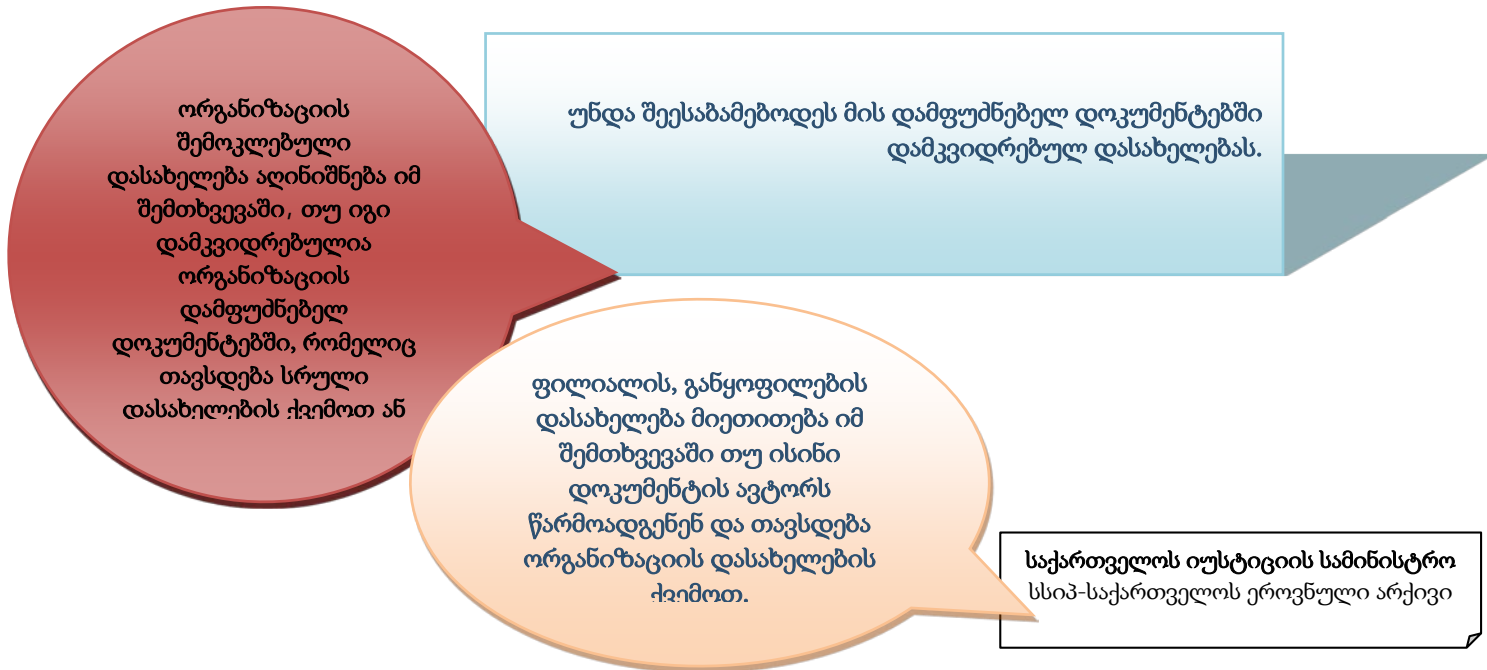 ორგანიზაციის
შემოკლებული
დასახელება აღინიშნება იმ
შემთხვევაში, თუ იგი
დამკვიდრებულია
ორგანიზაციის
დამფუძნებელ
დოკუმენტებში, რომელიც
თავსდება სრული
დასახელების ქვემოთ ან
უნდა შეესაბამებოდეს მის დამფუძნებელ დოკუმენტებში
დამკვიდრებულ დასახელებას.
ფილიალის, განყოფილების
დასახელება მიეთითება იმ
შემთხვევაში თუ ისინი
დოკუმენტის ავტორს
წარმოადგენენ და თავსდება
ორგანიზაციის დასახელების
ქვემოთ.
საქართველოს იუსტიციის სამინისტრო
სსიპ-საქართველოს ეროვნული არქივი